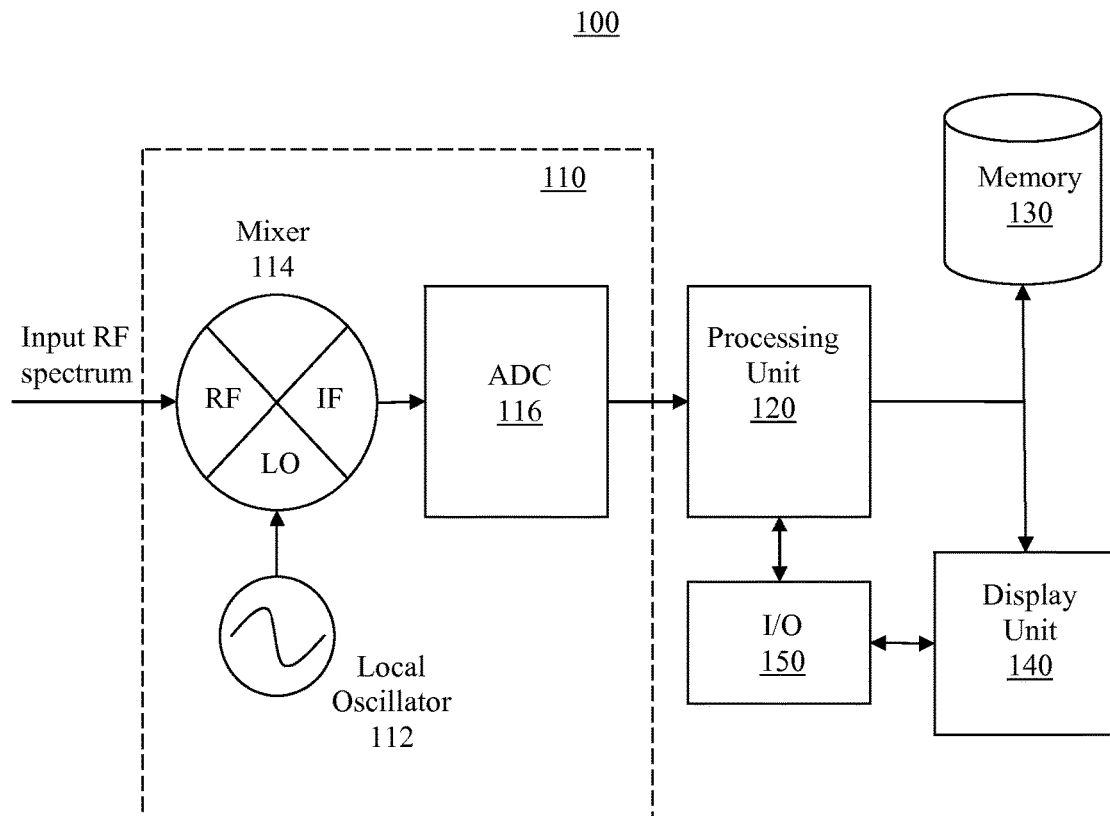 100
110
Memory
130
Mixer
114
Input RF
spectrum
RF
IF
LO
ADC
116
Processing
Unit
120
Local
Oscillator
112
I/O
150
Display
Unit
140